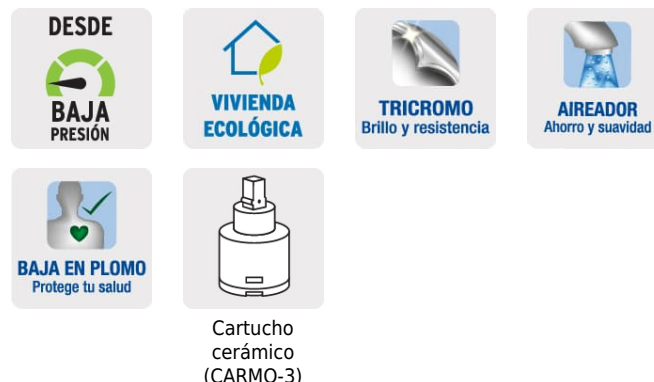 DESDE
BAJA
PRESIÓN
VIVIENDA
ECOLÓGICA
TRICROMO
Brillo y resistencia
AIREADOR
Ahorro y suavidad
BAJA EN PLOMO
Protege tu salud
Cartucho
cerámico
(CARMO-3)